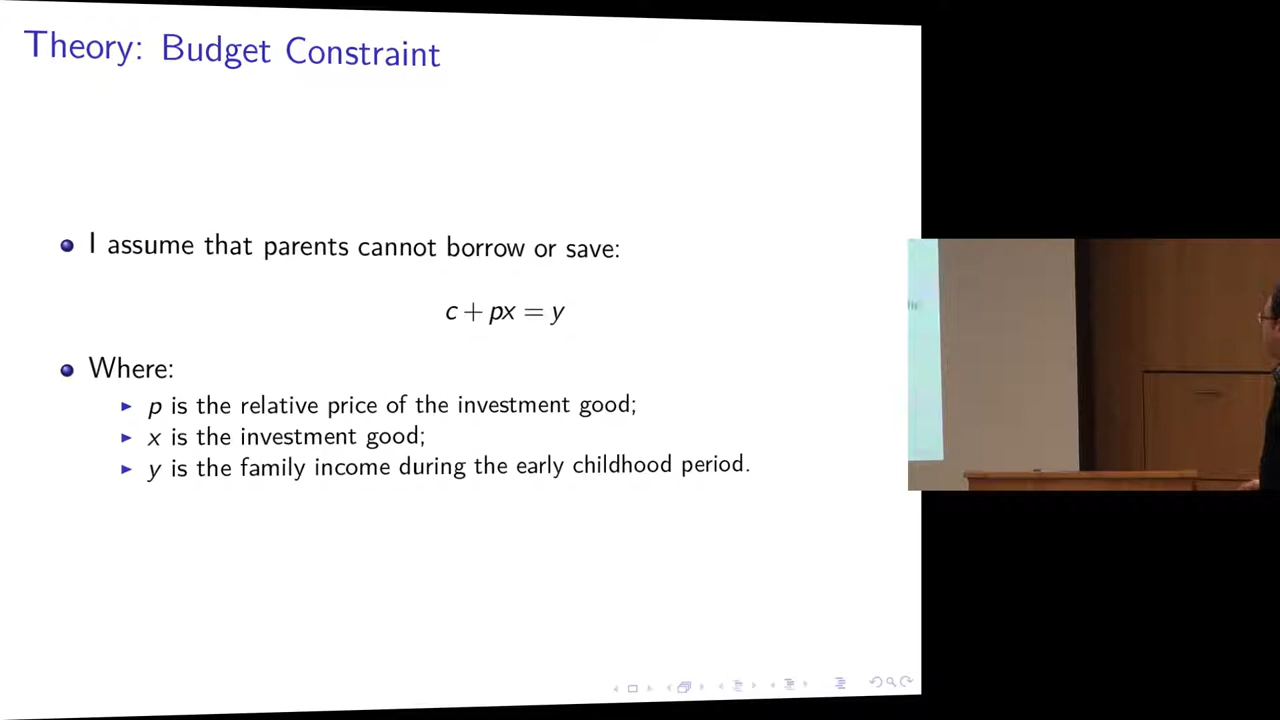 Theory: Budget Constraint
I assume that parents cannot borrow or save:
c + px = y
Where:
p is the relative price of the investment good;
x is the investment good;
y is the family income during the early childhood period.